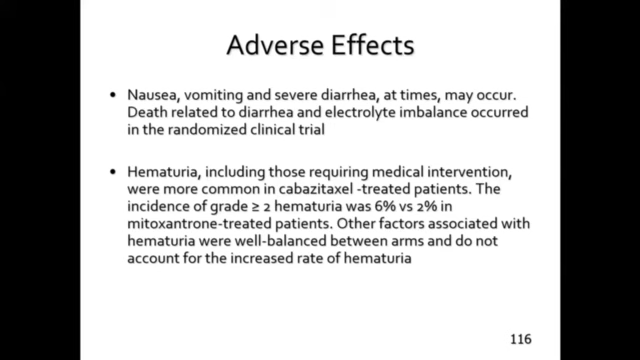 Adverse Effects
• Nausea, vomiting and severe diarrhea, at times, may occur.
Death related to diarrhea and electrolyte imbalance occurred
in the randomized clinical trial
• Hematuria, including those requiring medical intervention,
were more common in cabazitaxel -treated patients. The
incidence of grade ≥ 2 hematuria was 6% vs 2% in
mitoxantrone-treated patients. Other factors associated with
hematuria were well-balanced between arms and do not
account for the increased rate of hematuria
116